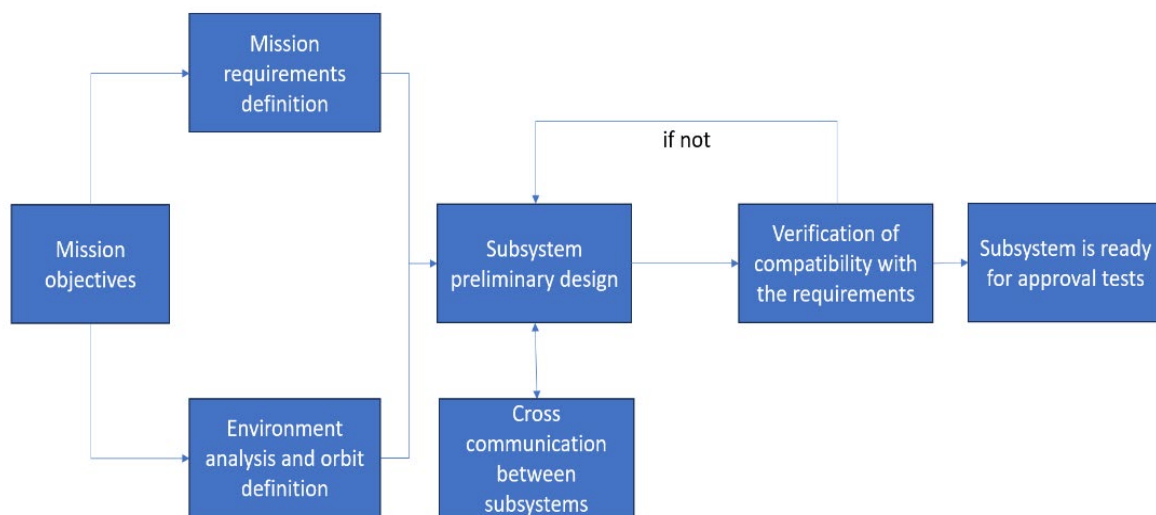 Mission
requirements
definition
if not
Mission
objectives
Subsystem
preliminary design
Verification of
compatibility with
the requirements
Subsystem is ready
for approval tests
Environment
analysis and orbit
definition
Cross
communication
between
subsystems